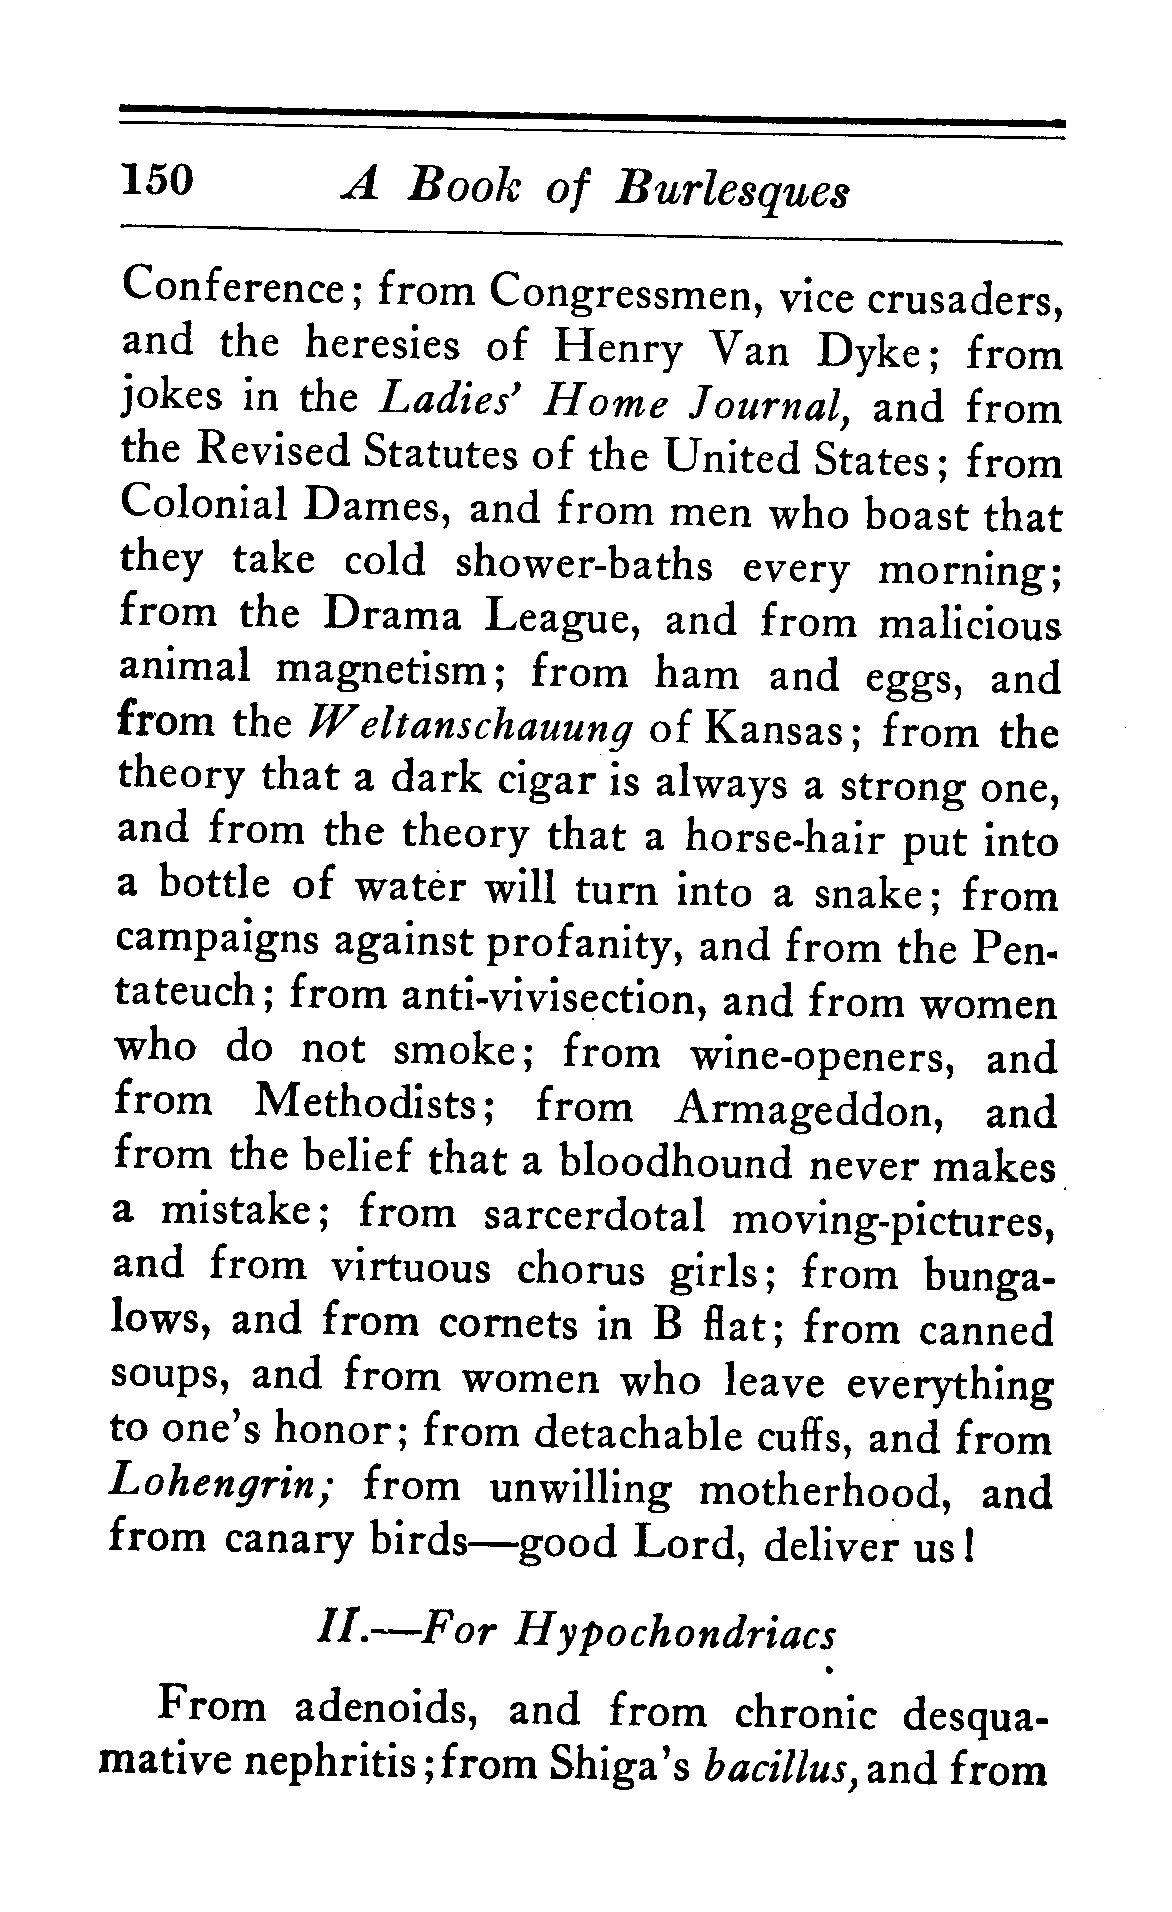 150 A Book of Burlesques
Conference; from Congressmen, vice crusaders,
and the heresies of Henry Van Dyke; from
jokes in the Ladies' Home Journal, and from
the Revised Statutes of the United States; from
Colonial Dames, and from men who boast that
they take cold shower-baths every morning;
from the Drama League, and from malicious
animal magnetism; from ham and eggs, and
from the Weltanschauung of Kansas; from the
theory that a dark cigar is always a strong one,
and from the theory that a horse-hair put into
a bottle of water will turn into a snake; from
campaigns against profanity, and from the Pen-
tateuch; from anti-vivisection, and from women
who do not smoke; from wine-openers, and
from Methodists; from Armageddon, and
from the belief that a bloodhound never makes
a mistake; from sarcerdotal moving-pictures,
and from virtuous chorus girls; from bunga-
lows, and from cornets in B flat; from canned
soups, and from women who leave everything
to one's honor; from detachable cuffs, and from
Lohengrin; from unwilling motherhood, and
from canary birds—good Lord, deliver us!
II.—For Hypochondriacs
From adenoids, and from chronic desqua-
mative nephritis; from Shiga's bacillus, and from